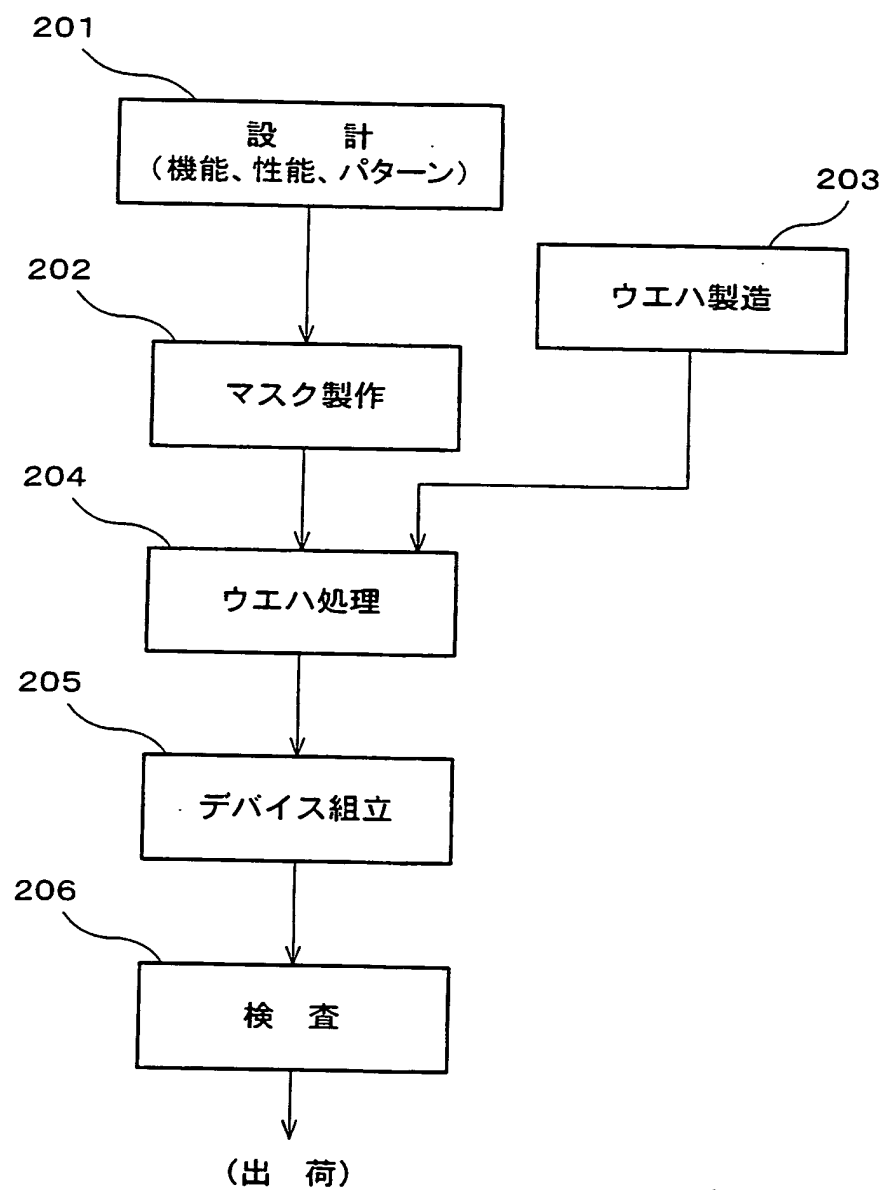 201
設　計
（機能、性能、パターン）
203
ウエハ製造
202
マスク製作
204
ウエハ処理
205
デバイス組立
206
検　査
（出　荷）